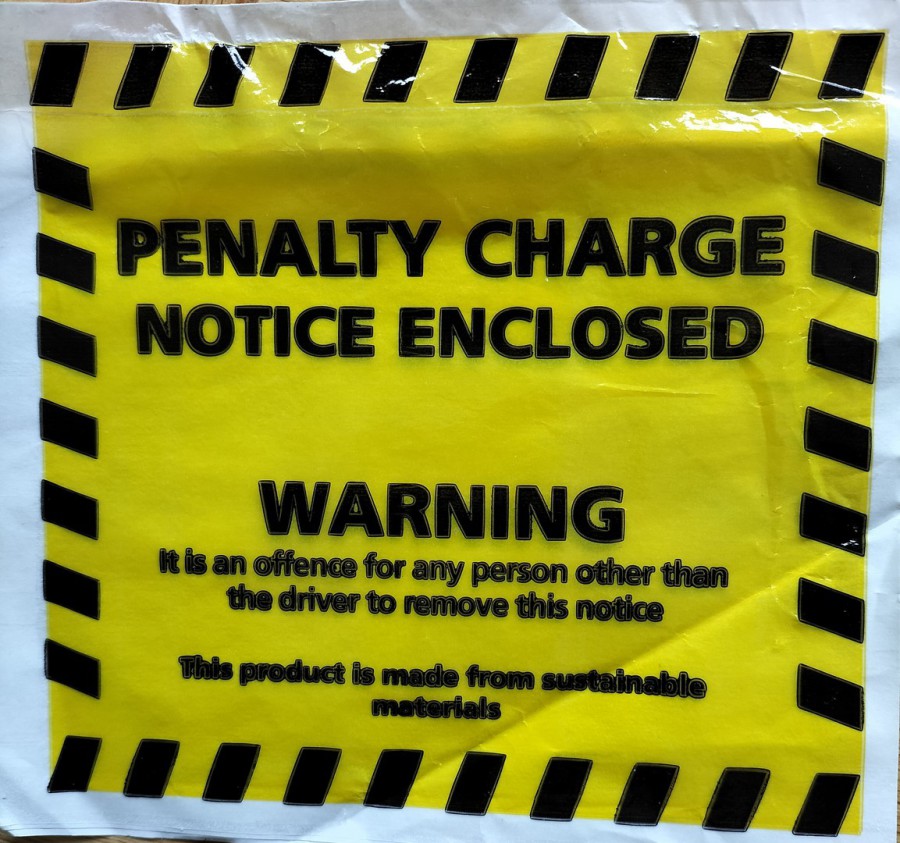 PENALTY CHARGE
NOTICE ENCLOSED
WARNING
It is an offence for any person other than
the driver to remove this notice
This product is made from sustainable
materials